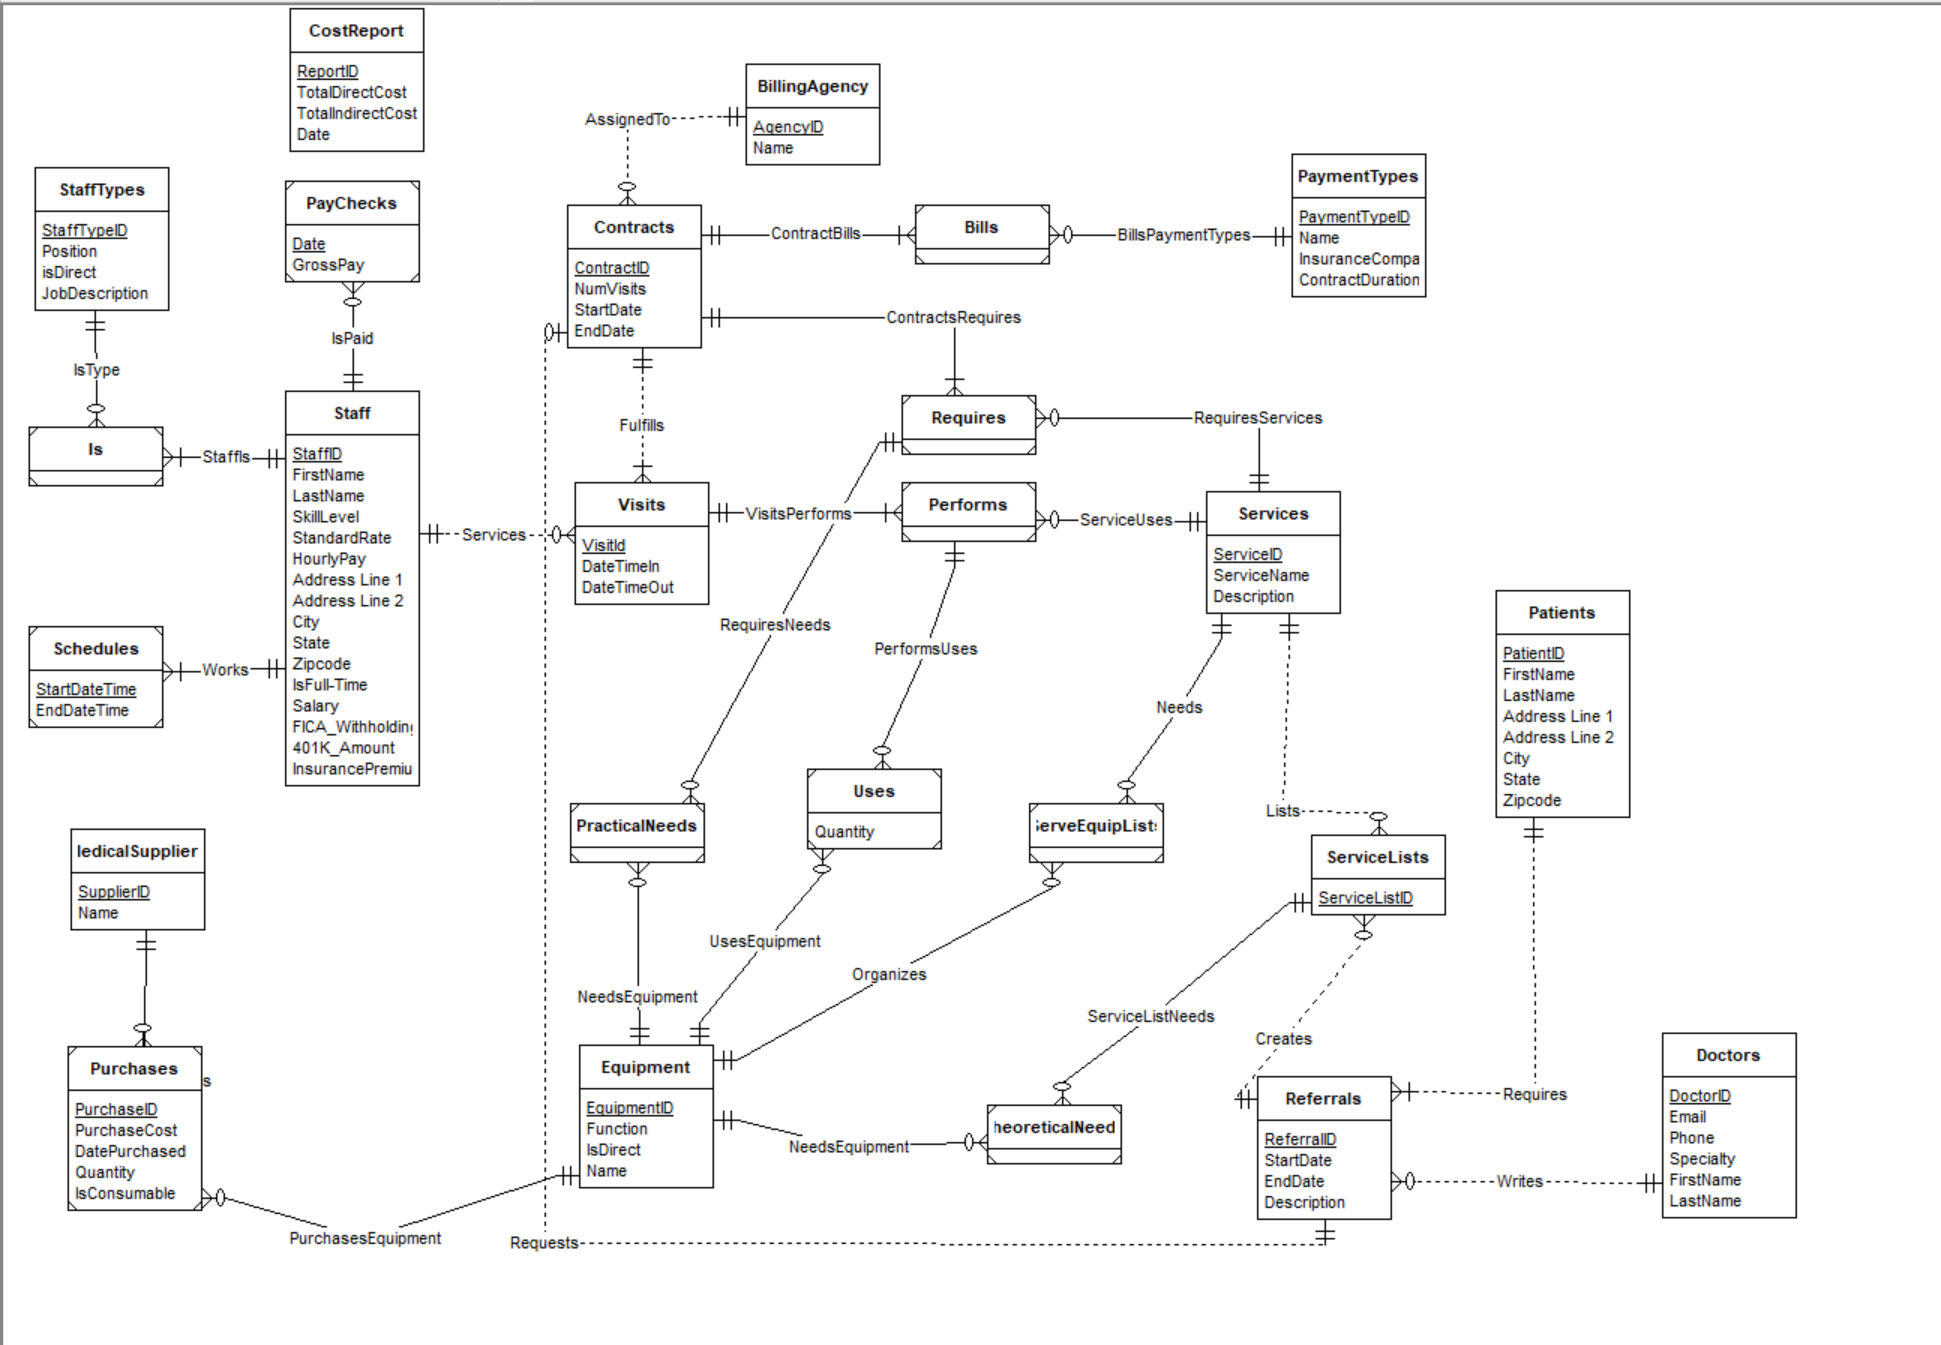 CostReport
ReportID
TotalDirectCost
TotalIndirectCost
Date
BillingAgency
AgencyID
Name
AssignedTo
StaffTypes
StaffTypeID
Position
isDirect
JobDescription
PayChecks
Date
GrossPay
Contracts
ContractID
NumVisits
StartDate
EndDate
ContractBills
Bills
BillsPaymentTypes
PaymentTypes
PaymentTypeID
Name
InsuranceCompa
ContractDuration
IsType
IsPaid
ContractsRequires
Is
StaffIs
Staff
StaffID
FirstName
LastName
SkillLevel
StandardRate
HourlyPay
Address Line 1
Address Line 2
City
State
Zipcode
IsFull-Time
Salary
FICA_Withholding
401K_Amount
InsurancePremiu
Fulfills
Requires
RequiresServices
Services
Visits
VisitId
DateTimeIn
DateTimeOut
VisitsPerforms
Performs
ServiceUses
Services
ServiceID
ServiceName
Description
Schedules
StartDateTime
EndDateTime
Works
RequiresNeeds
PerformsUses
Needs
Lists
Patients
PatientID
FirstName
LastName
Address Line 1
Address Line 2
City
State
Zipcode
ledicalSupplier
SupplierID
Name
PracticalNeeds
Uses
Quantity
ServeEquipLists
ServiceLists
ServiceListID
UsesEquipment
Organizes
NeedsEquipment
ServiceListNeeds
Creates
Purchases
s
PurchaseID
PurchaseCost
DatePurchased
Quantity
IsConsumable
Equipment
EquipmentID
Function
IsDirect
Name
NeedsEquipment
heoreticalNeed
Referrals
ReferralID
StartDate
EndDate
Description
Requires
Writes
Doctors
DoctorID
Email
Phone
Specialty
FirstName
LastName
PurchasesEquipment
Requests